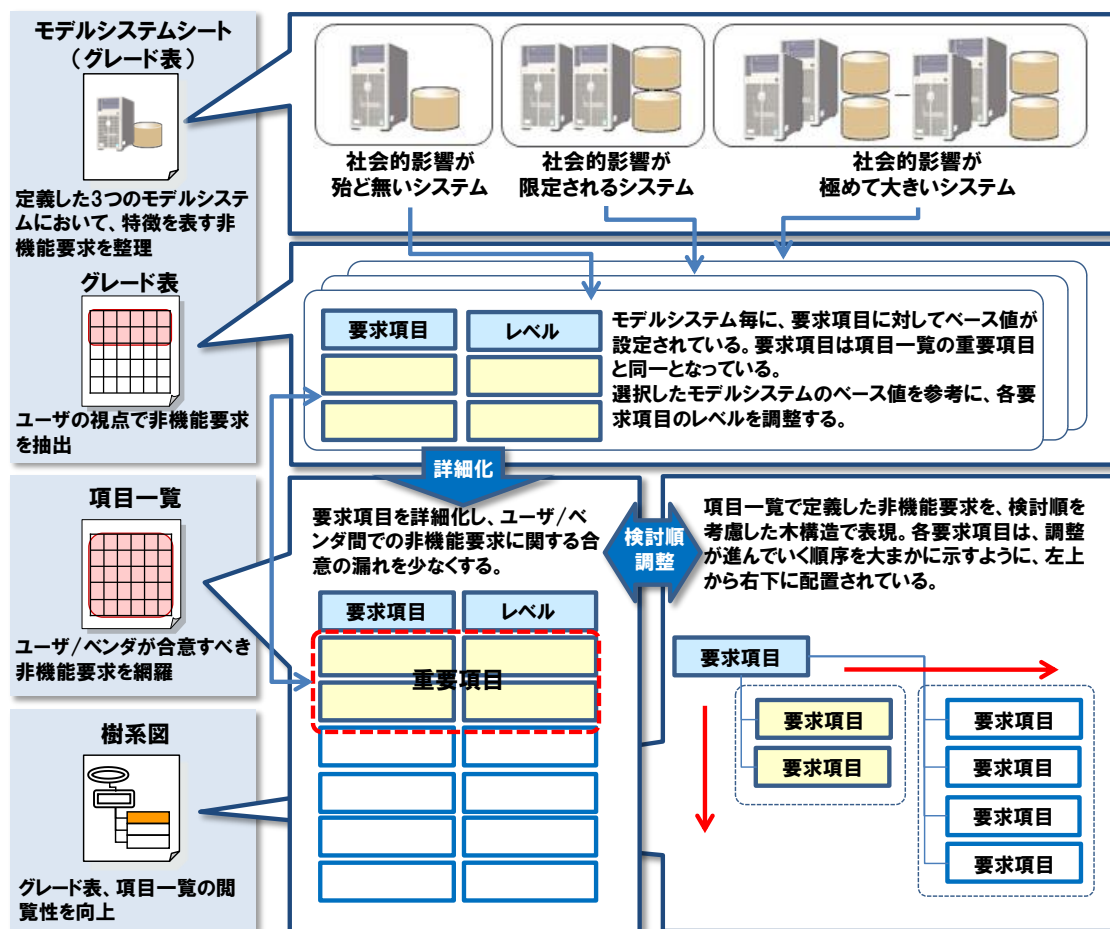 モデルシステムシート
（グレード表）
定義した3つのモデルシステ
ムにおいて、特徴を表す非
機能要求を整理
社会的影響が
殆ど無いシステム
社会的影響が
限定されるシステム
社会的影響が
極めて大きいシステム
グレード表
ユーザの視点で非機能要求
を抽出
要求項目
レベル
モデルシステム毎に、要求項目に対してベース値が
設定されている。要求項目は項目一覧の重要項目
と同一となっている。
選択したモデルシステムのベース値を参考に、各要
求項目のレベルを調整する。
詳細化
項目一覧
ユーザ/ベンダが合意すべき
非機能要求を網羅
要求項目を詳細化し、ユーザ/ベ
ンダ間での非機能要求に関する合
意の漏れを少なくする。
要求項目
レベル
重要項目
検討順
調整
項目一覧で定義した非機能要求を、検討順を
考慮した木構造で表現。各要求項目は、調整
が進んでいく順序を大まかに示すように、左上
から右下に配置されている。
要求項目
要求項目
要求項目
要求項目
要求項目
要求項目
要求項目
樹系図
グレード表、項目一覧の閲
覧性を向上